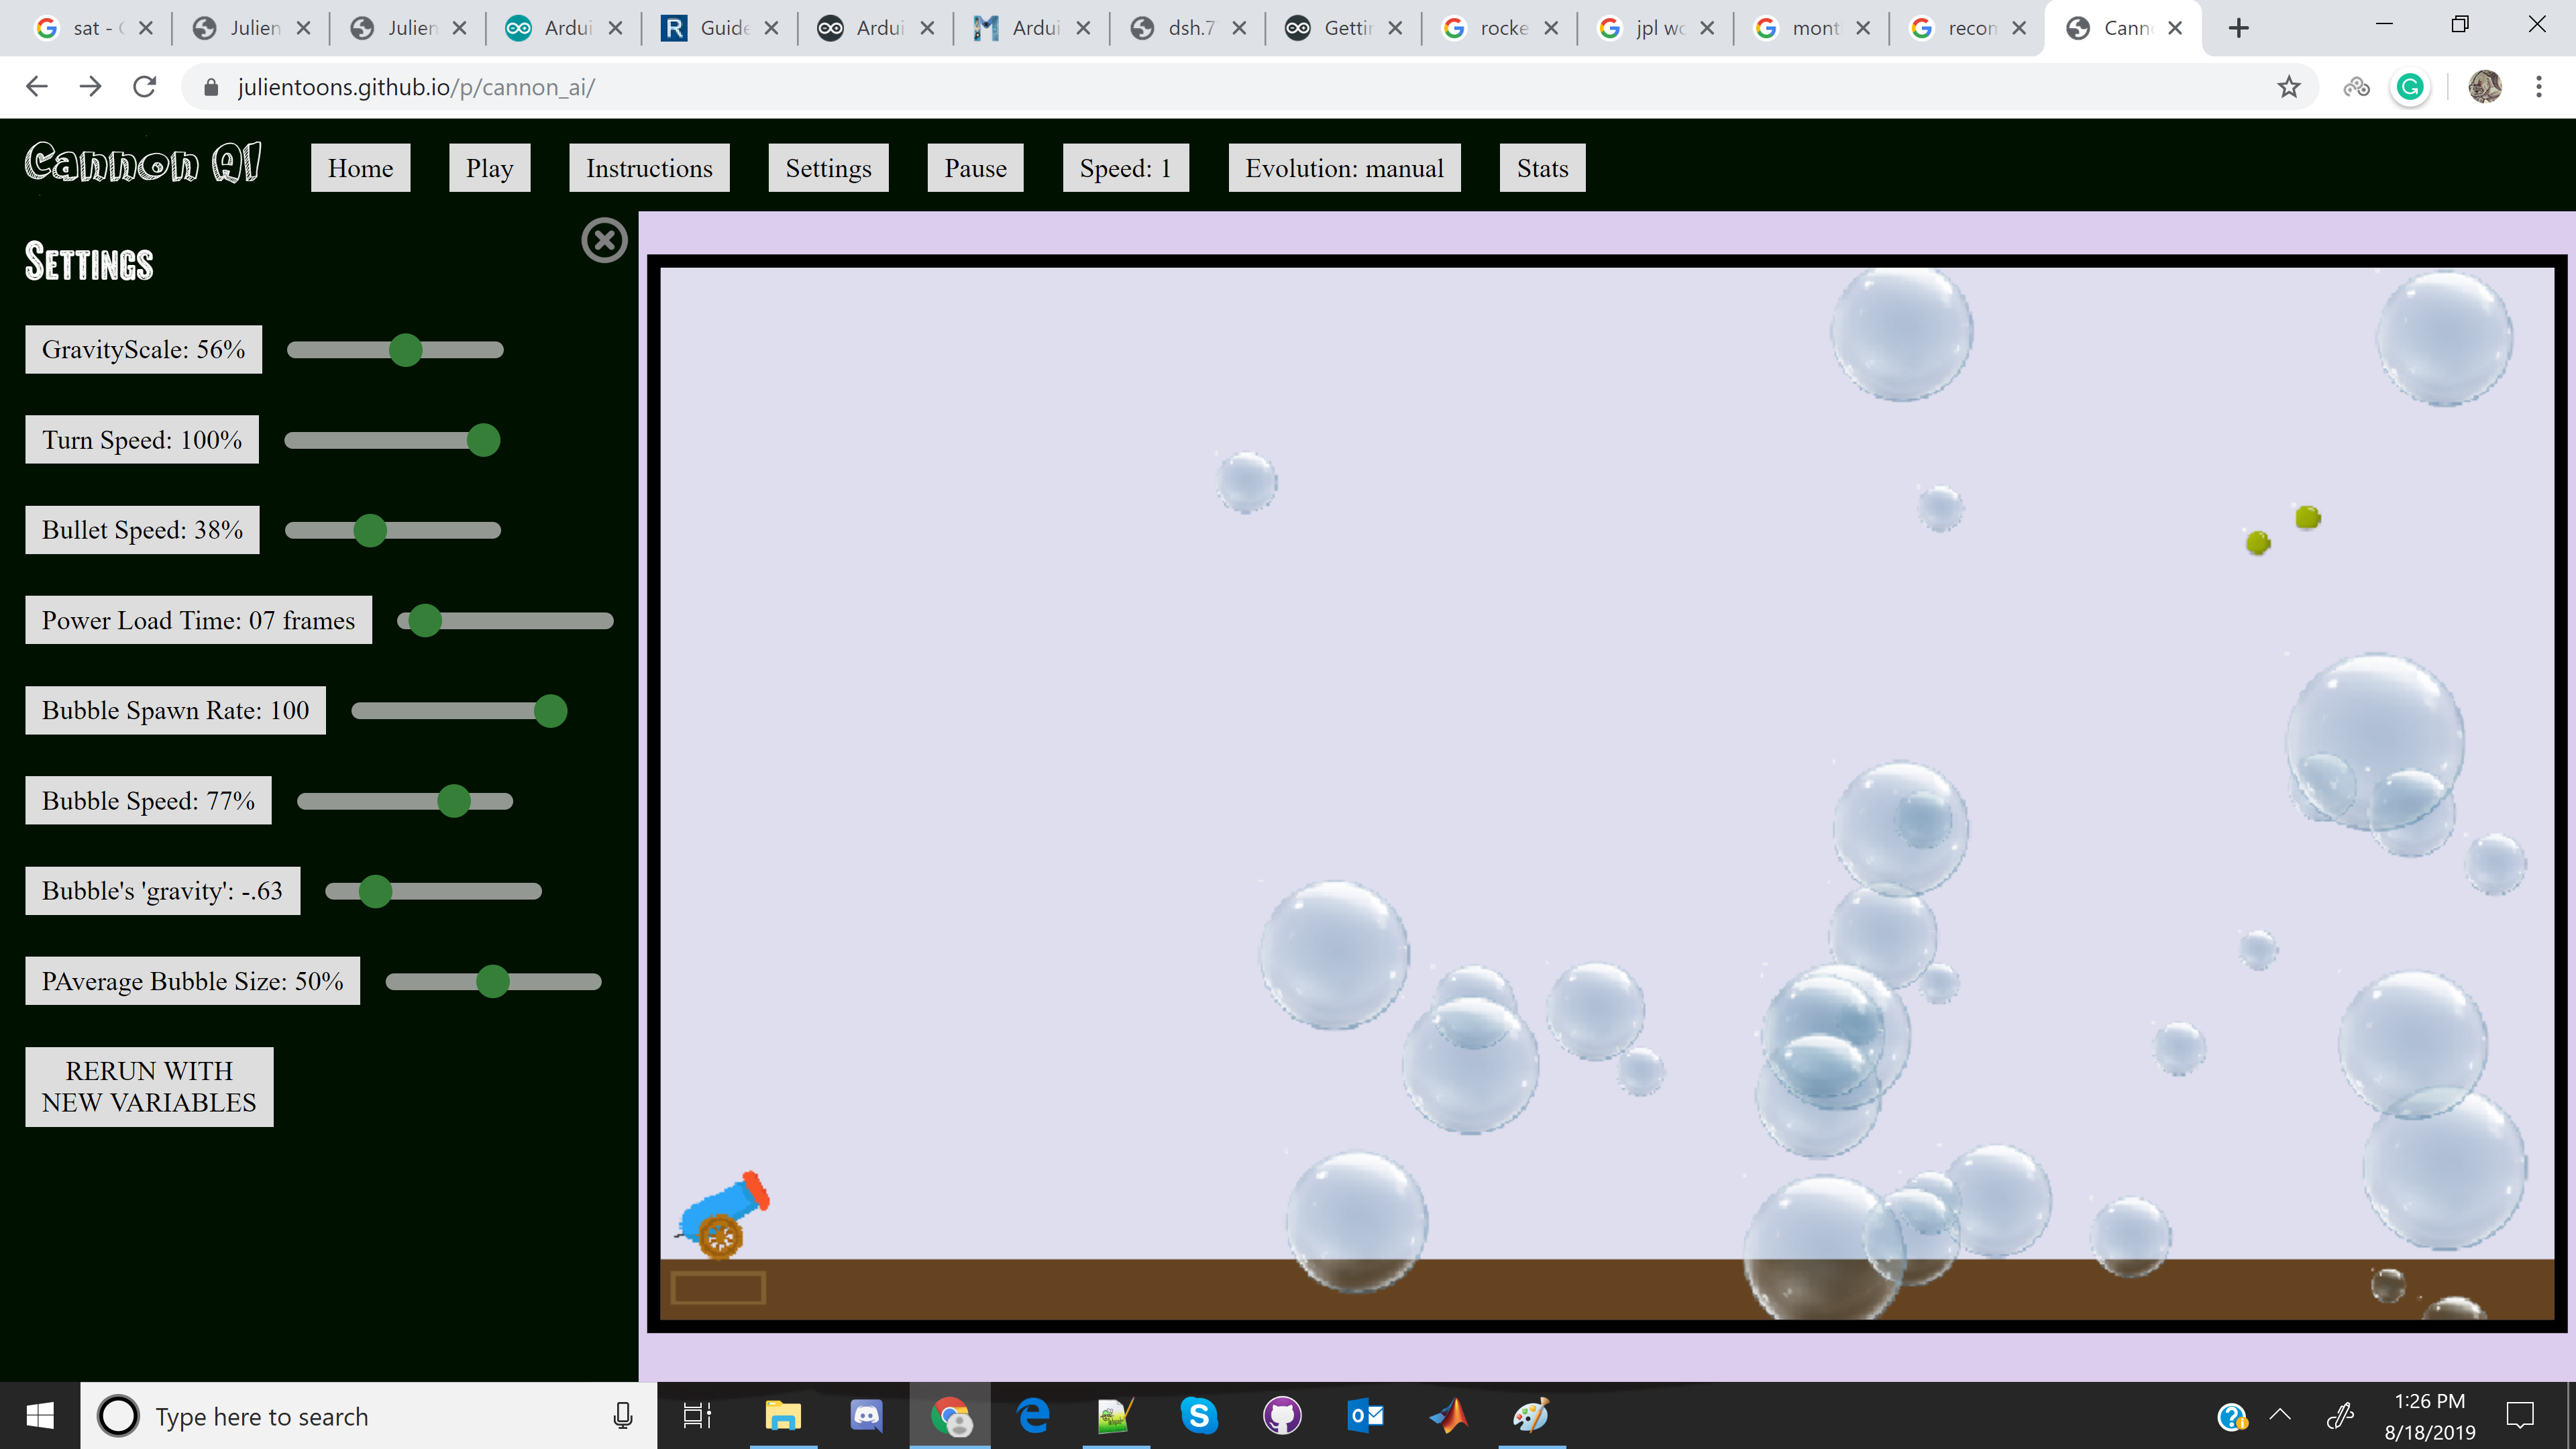 sat -
Julien
Julien
Ardui
Guide
Ardui
Ardui
dsh.7
Gettin
rocke
jpl wo
mont
recom
Cann
julientoons.github.io/p/cannon_ai/
Cannon AI
Home
Play
Instructions
Settings
Pause
Speed: 1
Evolution: manual
Stats
Settings
GravityScale: 56%
Turn Speed: 100%
Bullet Speed: 38%
Power Load Time: 07 frames
Bubble Spawn Rate: 100
Bubble Speed: 77%
Bubble's 'gravity': -.63
PAverage Bubble Size: 50%
RERUN WITH
NEW VARIABLES
Type here to search
1:26 PM
8/18/2019